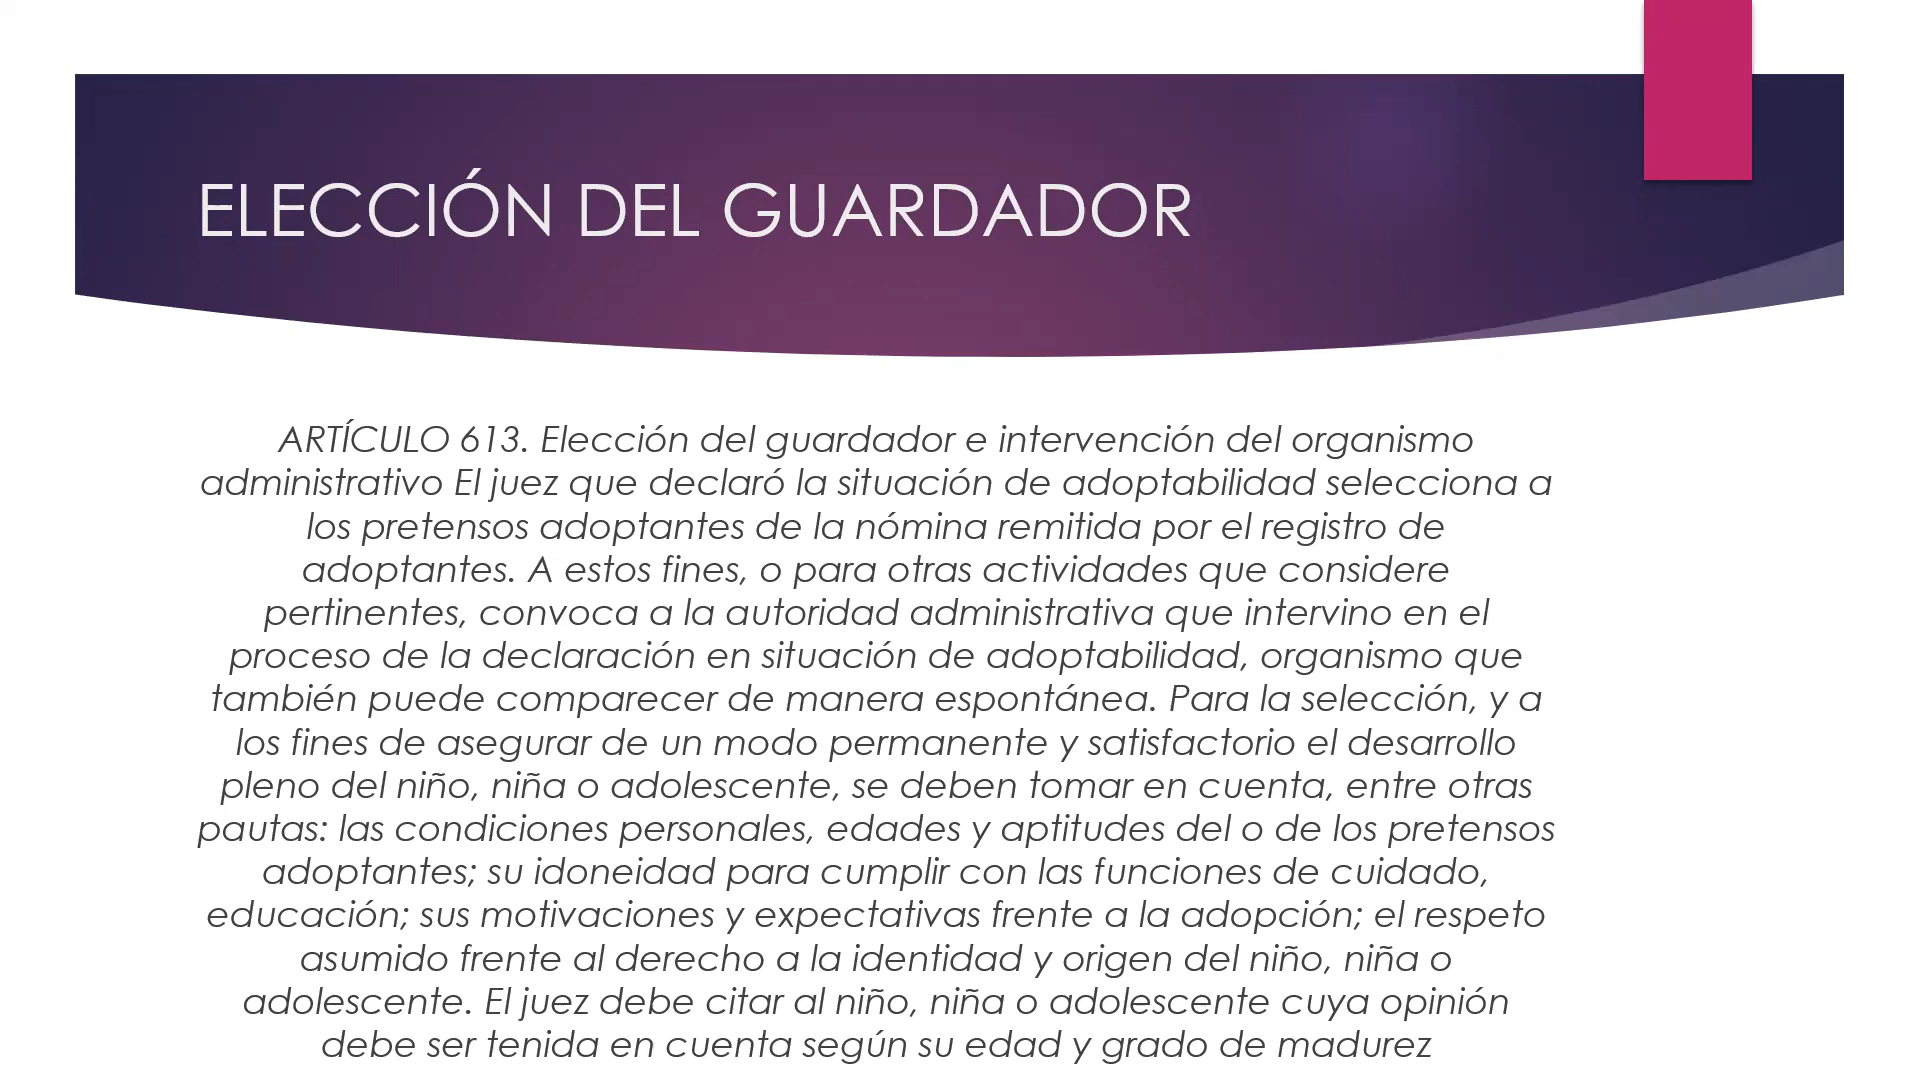 ELECCIÓN DEL GUARDADOR
ARTÍCULO 613. Elección del guardador e intervención del organismo
administrativo El juez que declaró la situación de adoptabilidad selecciona a
los pretensos adoptantes de la nómina remitida por el registro de
adoptantes. A estos fines, o para otras actividades que considere
pertinentes, convoca a la autoridad administrativa que intervino en el
proceso de la declaración en situación de adoptabilidad, organismo que
también puede comparecer de manera espontánea. Para la selección, y a
los fines de asegurar de un modo permanente y satisfactorio el desarrollo
pleno del niño, niña o adolescente, se deben tomar en cuenta, entre otras
pautas: las condiciones personales, edades y aptitudes del o de los pretensos
adoptantes; su idoneidad para cumplir con las funciones de cuidado,
educación; sus motivaciones y expectativas frente a la adopción; el respeto
asumido frente al derecho a la identidad y origen del niño, niña o
adolescente. El juez debe citar al niño, niña o adolescente cuya opinión
debe ser tenida en cuenta según su edad y grado de madurez